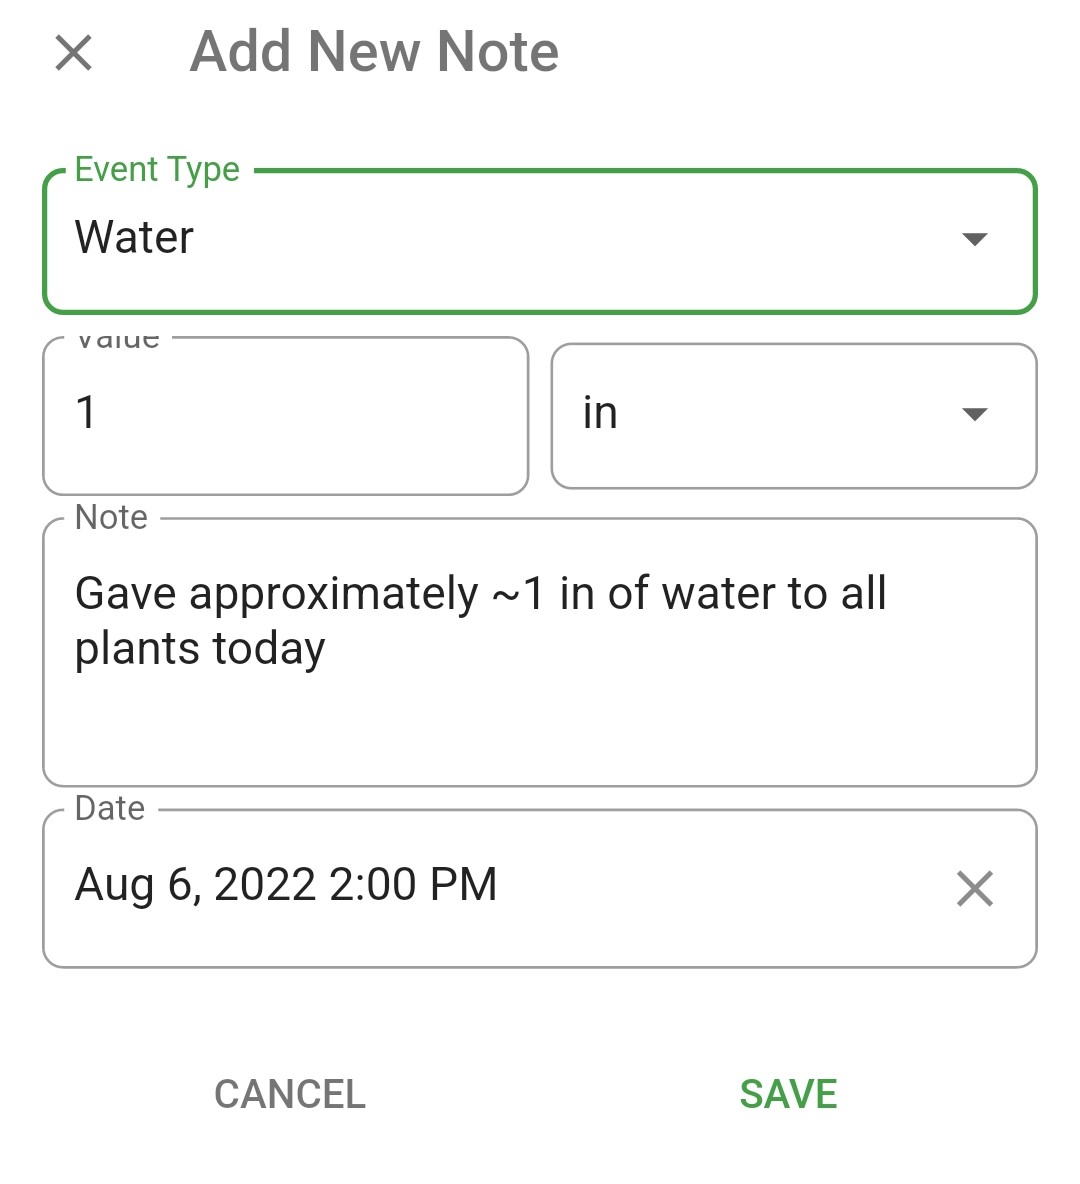 Add New Note
Event Type
Water
Value
1
in
Note
Gave approximately ~1 in of water to all
plants today
Date
Aug 6, 2022 2:00 PM
CANCEL
SAVE